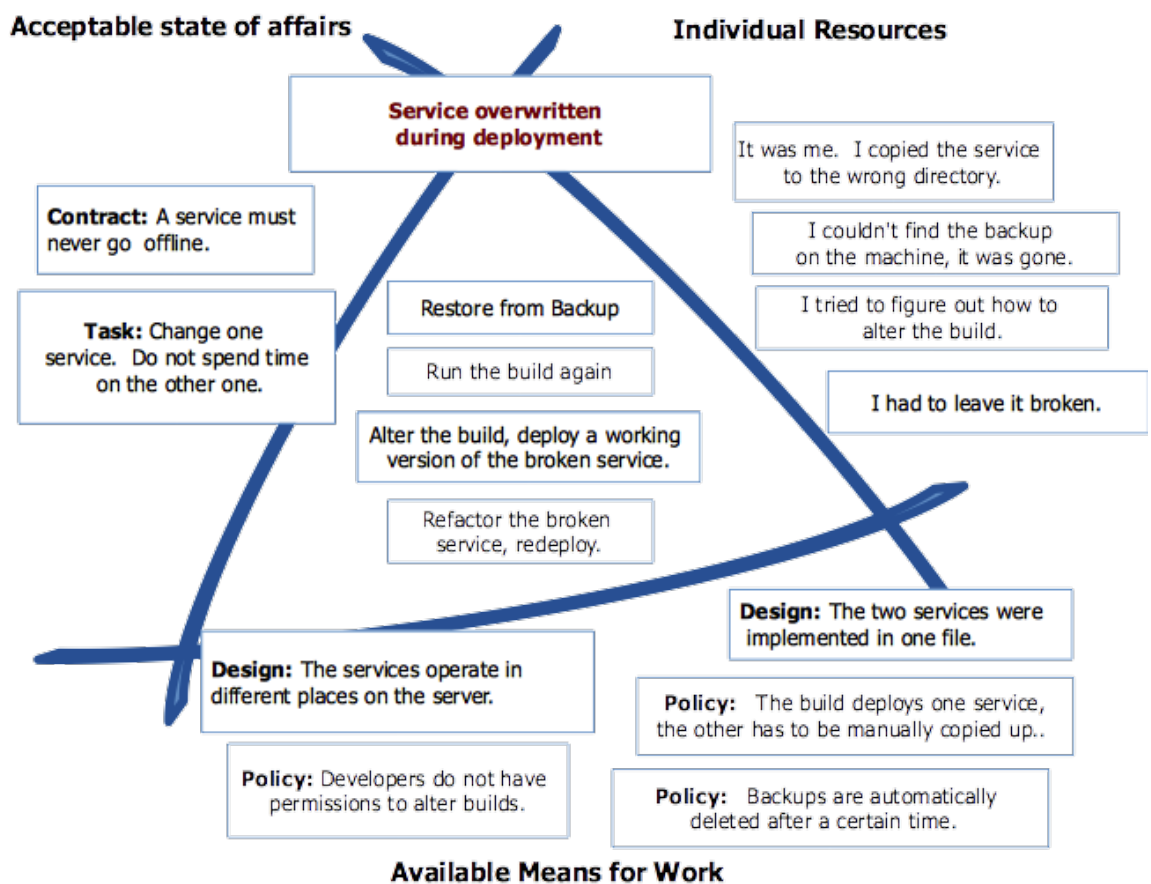 Acceptable state of affairs
Individual Resources
Service overwritten
during deployment
It was me.  I copied the service
to the wrong directory.
Contract: A service must
never go  offline.
I couldn't find the backup
on the machine, it was gone.
Task: Change one
service.  Do not spend time
on the other one.
Restore from Backup
I tried to figure out how to
alter the build.
Run the build again
I had to leave it broken.
Alter the build, deploy a working
version of the broken service.
Refactor the broken
service, redeploy.
Design: The two services were
implemented in one file.
Design: The services operate in
different places on the server.
Policy:   The build deploys one service,
the other has to be manually copied up..
Policy: Developers do not have
permissions to alter builds.
Policy:   Backups are automatically
deleted after a certain time.
Available Means for Work